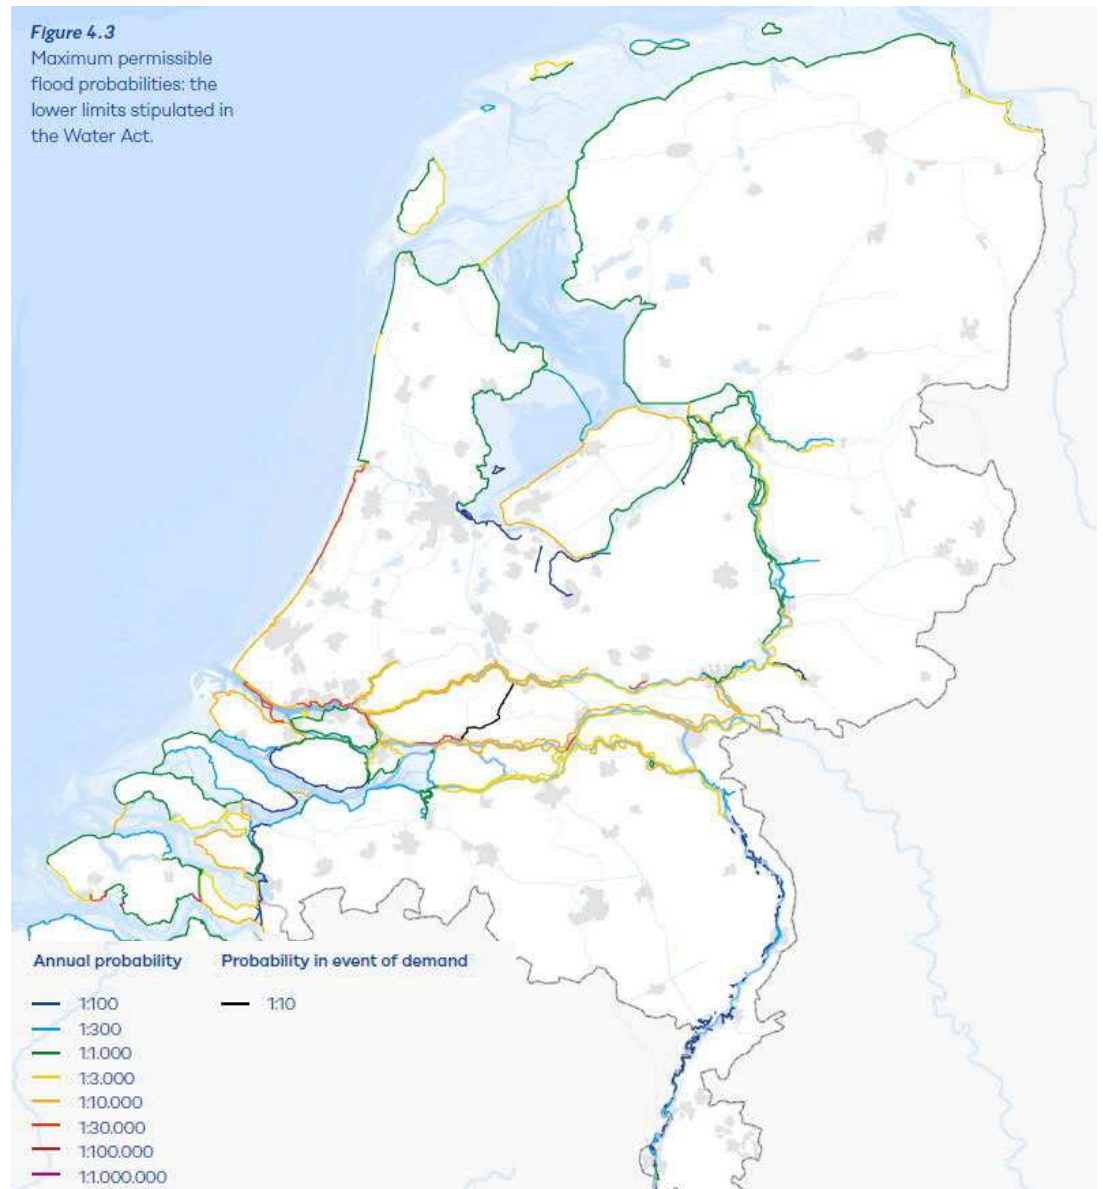 Figure 4.3
Maximum permissible
flood probabilities: the
lower limits stipulated in
the Water Act.
Annual probability
1:100
1:300
1:1.000
1:3.000
1:10.000
1:30.000
1:100.000
1:1.000.000
Probability in event of demand
1:10